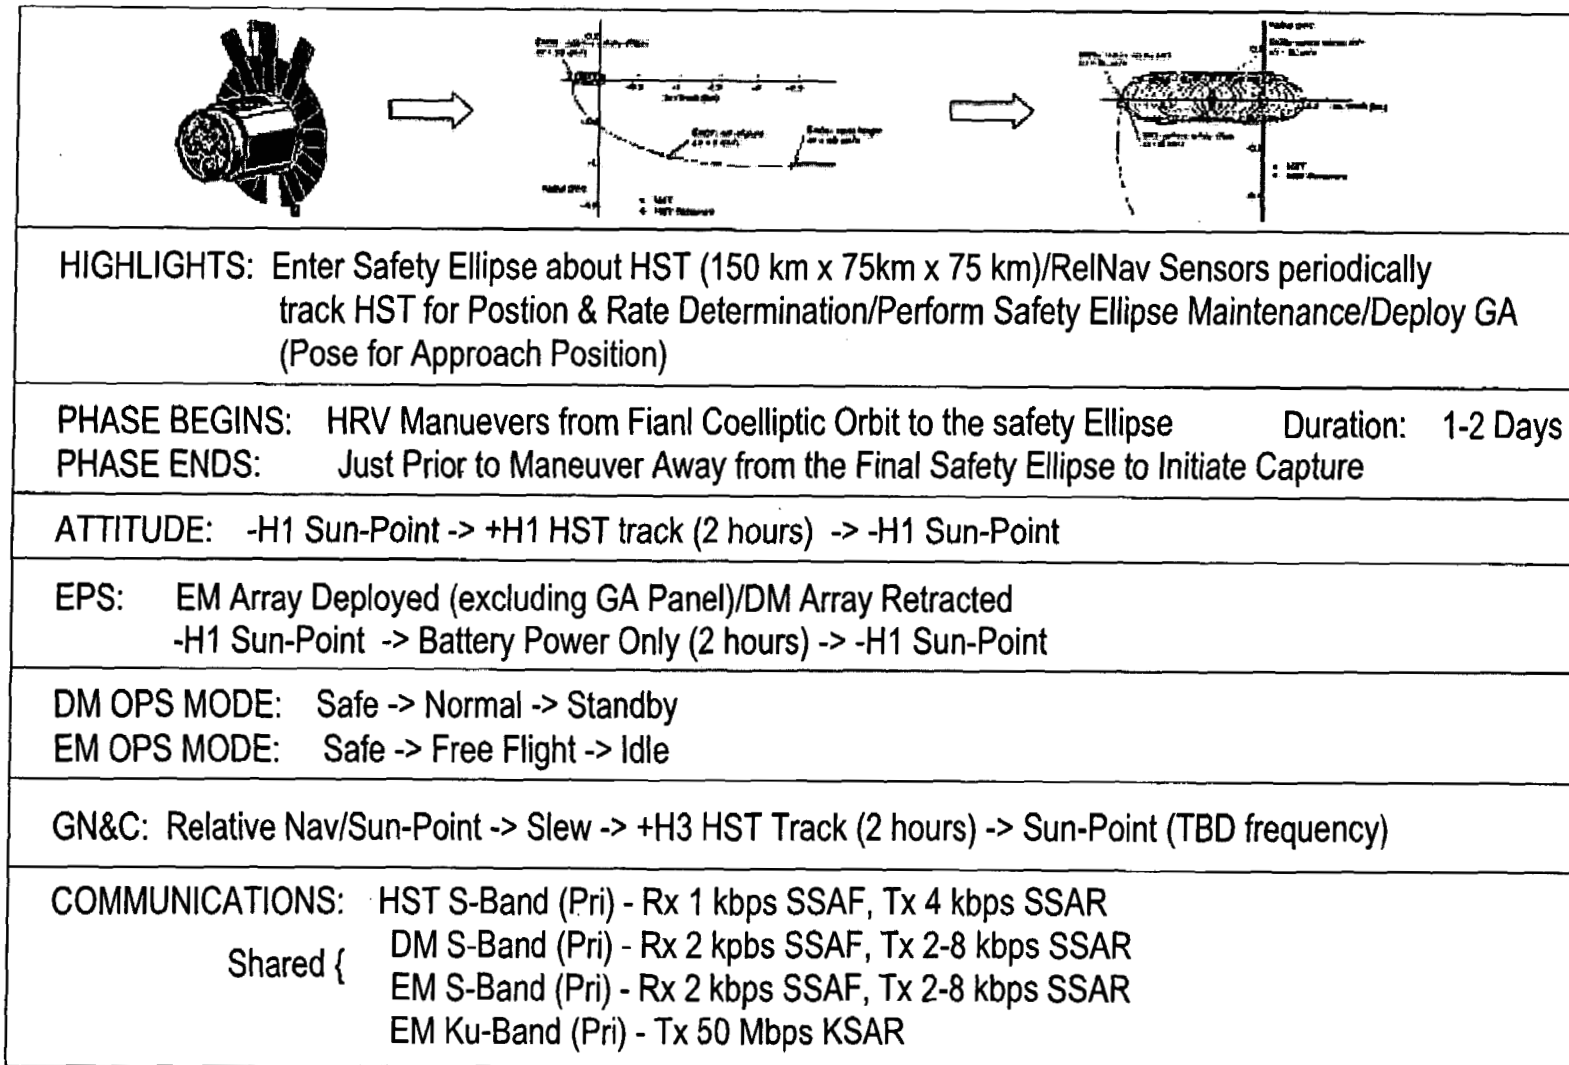 HIGHLIGHTS: Enter Safety Ellipse about HST (150 km x 75km x 75 km)/RelNav Sensors periodically
track HST for Postion & Rate Determination/Perform Safety Ellipse Maintenance/Deploy GA
(Pose for Approach Position)
PHASE BEGINS: HRV Manuevers from Fianl Coelliptic Orbit to the safety Ellipse Duration: 1-2 Days
PHASE ENDS: Just Prior to Maneuver Away from the Final Safety Ellipse to Initiate Capture
ATTITUDE: -H1 Sun-Point -> +H1 HST track (2 hours) -> -H1 Sun-Point
EPS: EM Array Deployed (excluding GA Panel)/DM Array Retracted
-H1 Sun-Point -> Battery Power Only (2 hours) -> -H1 Sun-Point
DM OPS MODE: Safe -> Normal -> Standby
EM OPS MODE: Safe -> Free Flight -> Idle
GN&C: Relative Nav/Sun-Point -> Slew -> +H3 HST Track (2 hours) -> Sun-Point (TBD frequency)
COMMUNICATIONS: HST S-Band (Pri) - Rx 1 kbps SSAF, Tx 4 kbps SSAR
Shared { DM S-Band (Pri) - Rx 2 kpbs SSAF, Tx 2-8 kbps SSAR
EM S-Band (Pri) - Rx 2 kbps SSAF, Tx 2-8 kbps SSAR
EM Ku-Band (Pri) - Tx 50 Mbps KSAR